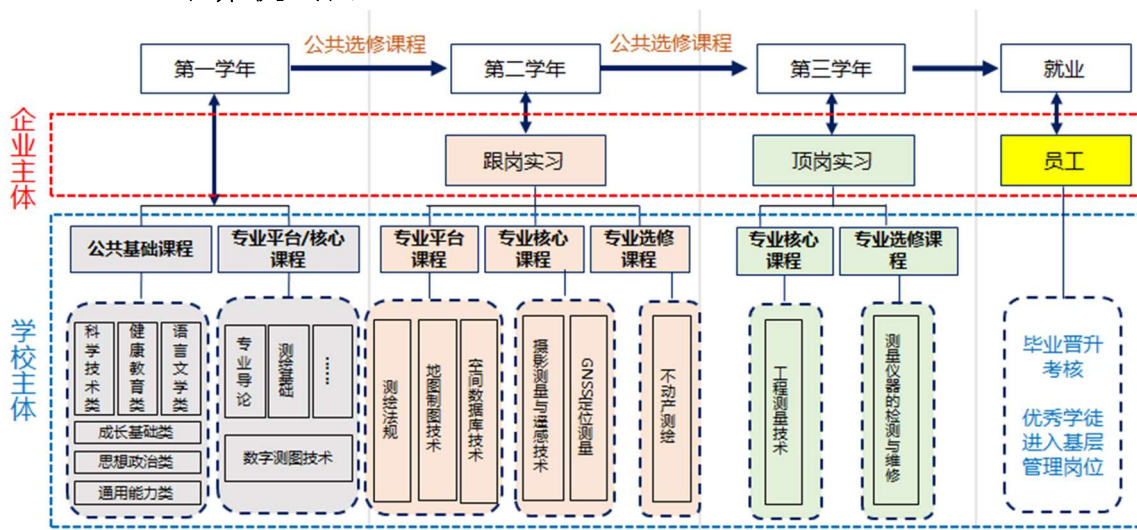 公共选修课程
公共选修课程
第一学年
第二学年
第三学年
就业
企业主体
跟岗实习
顶岗实习
员工
学校主体
公共基础课程
专业平台/核心
课程
专业平台
课程
专业核心
课程
专业选修
课程
专业核心
课程
专业选修课
程
科学技术类
健康教育类
语言文学类
成长基础类
思想政治类
通用能力类
专业导论
测绘基础
……
数字测图技术
测绘法规
地图制图技术
空间数据库技术
摄影测量与遥感技术
GNSS定位测量
不动产测绘
工程测量技术
测量仪器的检测与维修
毕业晋升
考核
优秀学徒
进入基层
管理岗位